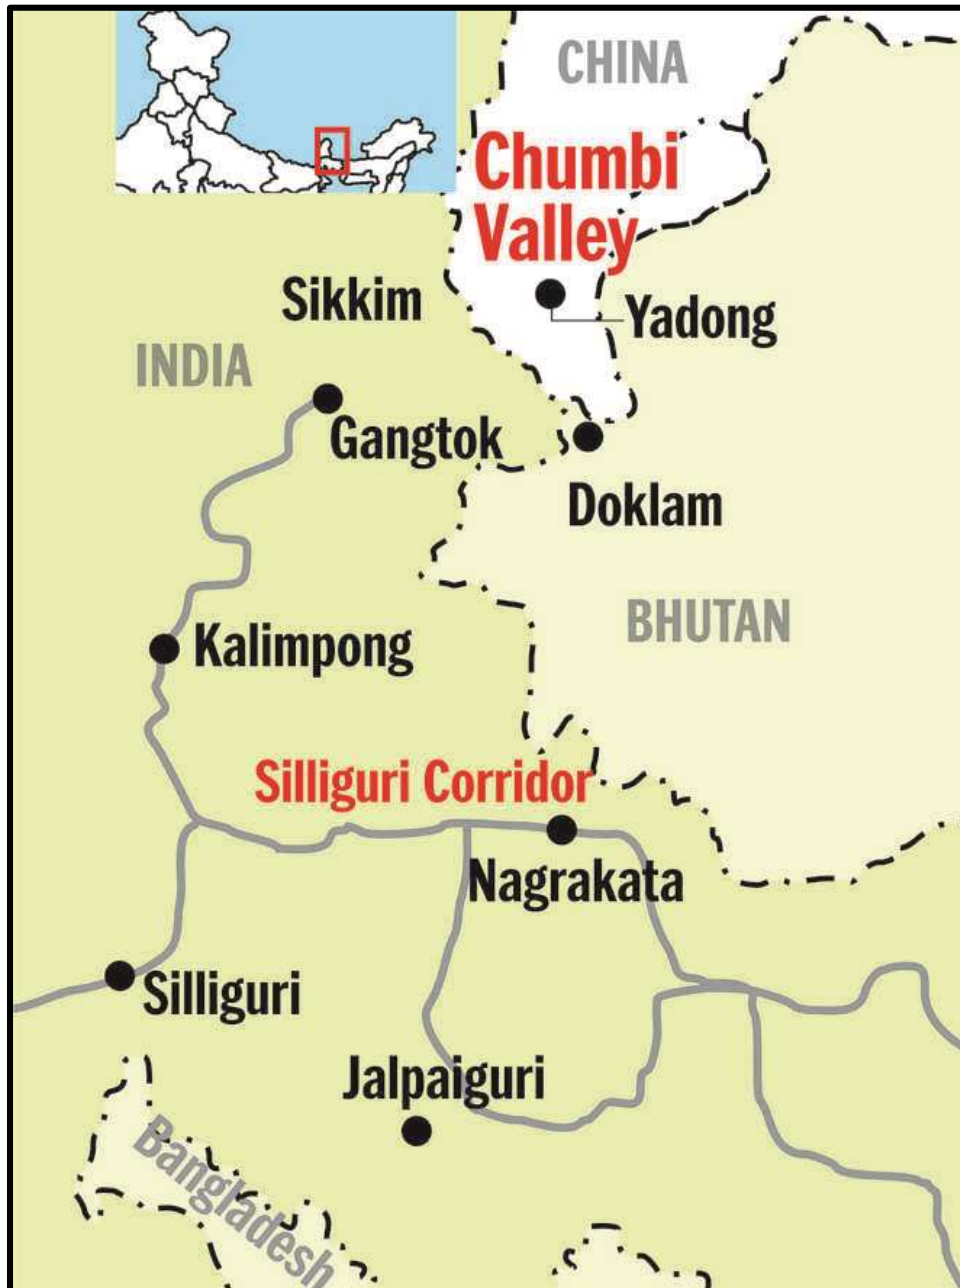 CHINA
Chumbi
Valley
Sikkim
Yadong
INDIA
Gangtok
Doklam
BHUTAN
Kalimpong
Silliguri Corridor
Nagrakata
Silliguri
Jalpaiguri
Bangladesh